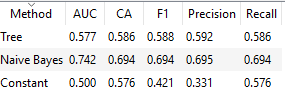 Method AUC CA F1 Precision Recall
Tree 0.577 0.586 0.588 0.592 0.586
Naive Bayes 0.742 0.694 0.694 0.695 0.694
Constant 0.500 0.576 0.421 0.331 0.576